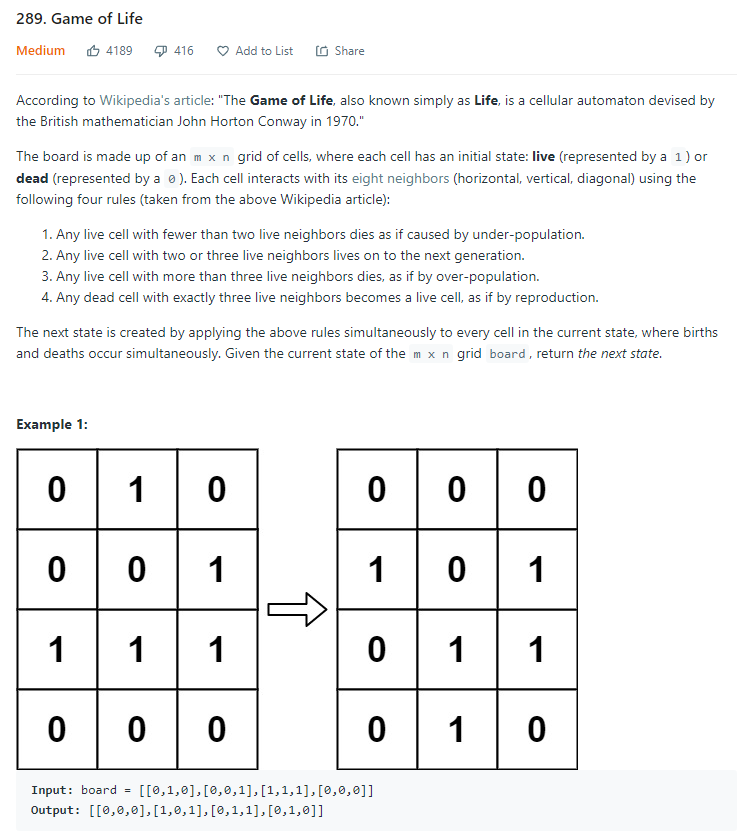 289. Game of Life
Medium 4189 416 Add to List Share
According to Wikipedia's article: "The Game of Life, also known simply as Life, is a cellular automaton devised by
the British mathematician John Horton Conway in 1970."
The board is made up of an m x n grid of cells, where each cell has an initial state: live (represented by a 1) or
dead (represented by a 0). Each cell interacts with its eight neighbors (horizontal, vertical, diagonal) using the
following four rules (taken from the above Wikipedia article):
1. Any live cell with fewer than two live neighbors dies as if caused by under-population.
2. Any live cell with two or three live neighbors lives on to the next generation.
3. Any live cell with more than three live neighbors dies, as if by over-population.
4. Any dead cell with exactly three live neighbors becomes a live cell, as if by reproduction.
The next state is created by applying the above rules simultaneously to every cell in the current state, where births
and deaths occur simultaneously. Given the current state of the m x n grid board, return the next state.
Example 1:
0 1 0 0 0 0
0 0 1 1 0 1
1 1 1 0 1 1
0 0 0 0 1 0
Input: board = [[0,1,0],[0,0,1],[1,1,1],[0,0,0]]
Output: [[0,0,0],[1,0,1],[0,1,1],[0,1,0]]